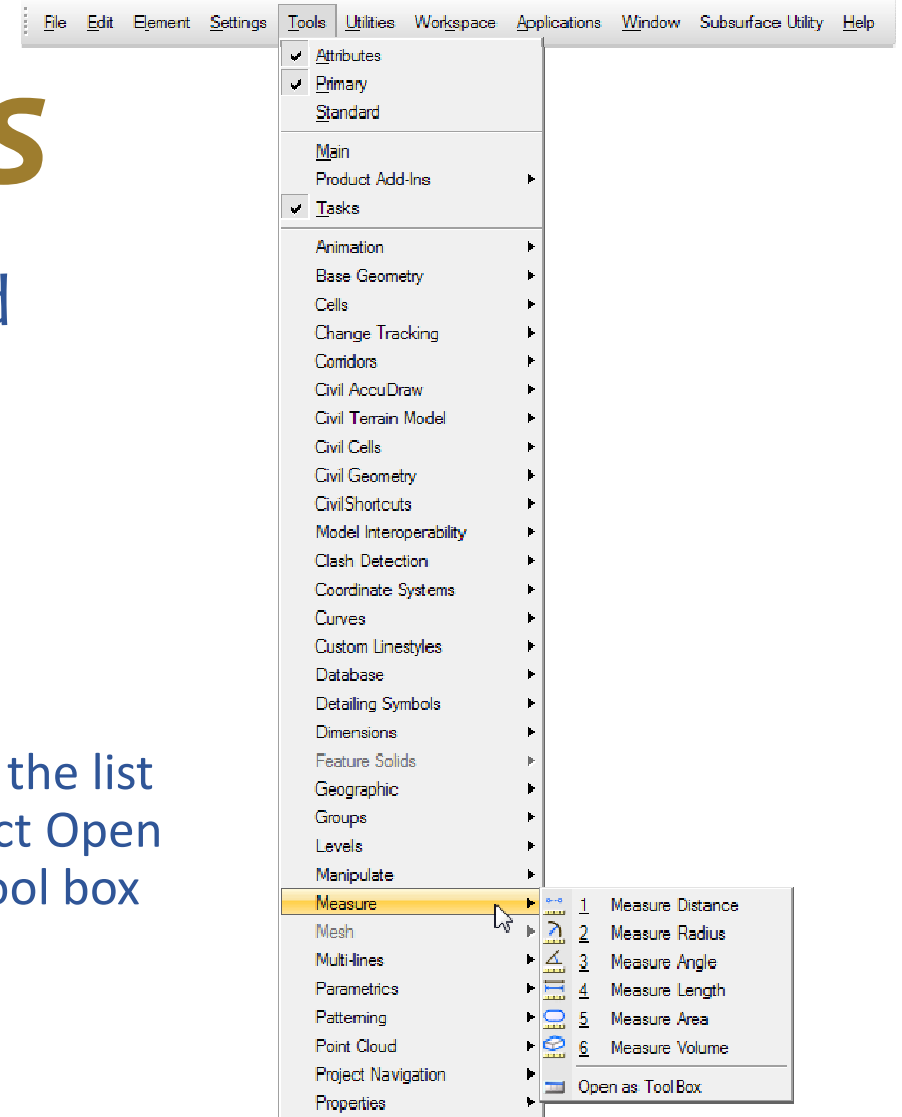 File Edit Element Settings Tools Utilities Workspace Applications Window Subsurface Utility Help
s
the list
Open
box
Attributes
Primary
Standard
Main
Product Add-Ins
Tasks
Animation
Base Geometry
Cells
Change Tracking
Corridors
Civil AccuDraw
Civil Terrain Model
Civil Cells
Civil Geometry
CivilShortcuts
Model Interoperability
Clash Detection
Coordinate Systems
Curves
Custom Linestyles
Database
Detailing Symbols
Dimensions
Feature Solids
Geographic
Groups
Levels
Manipulate
Measure
Mesh
Multi-lines
Parametrics
Patterning
Point Cloud
Project Navigation
Properties
1 Measure Distance
2 Measure Radius
3 Measure Angle
4 Measure Length
5 Measure Area
6 Measure Volume
Open as ToolBox